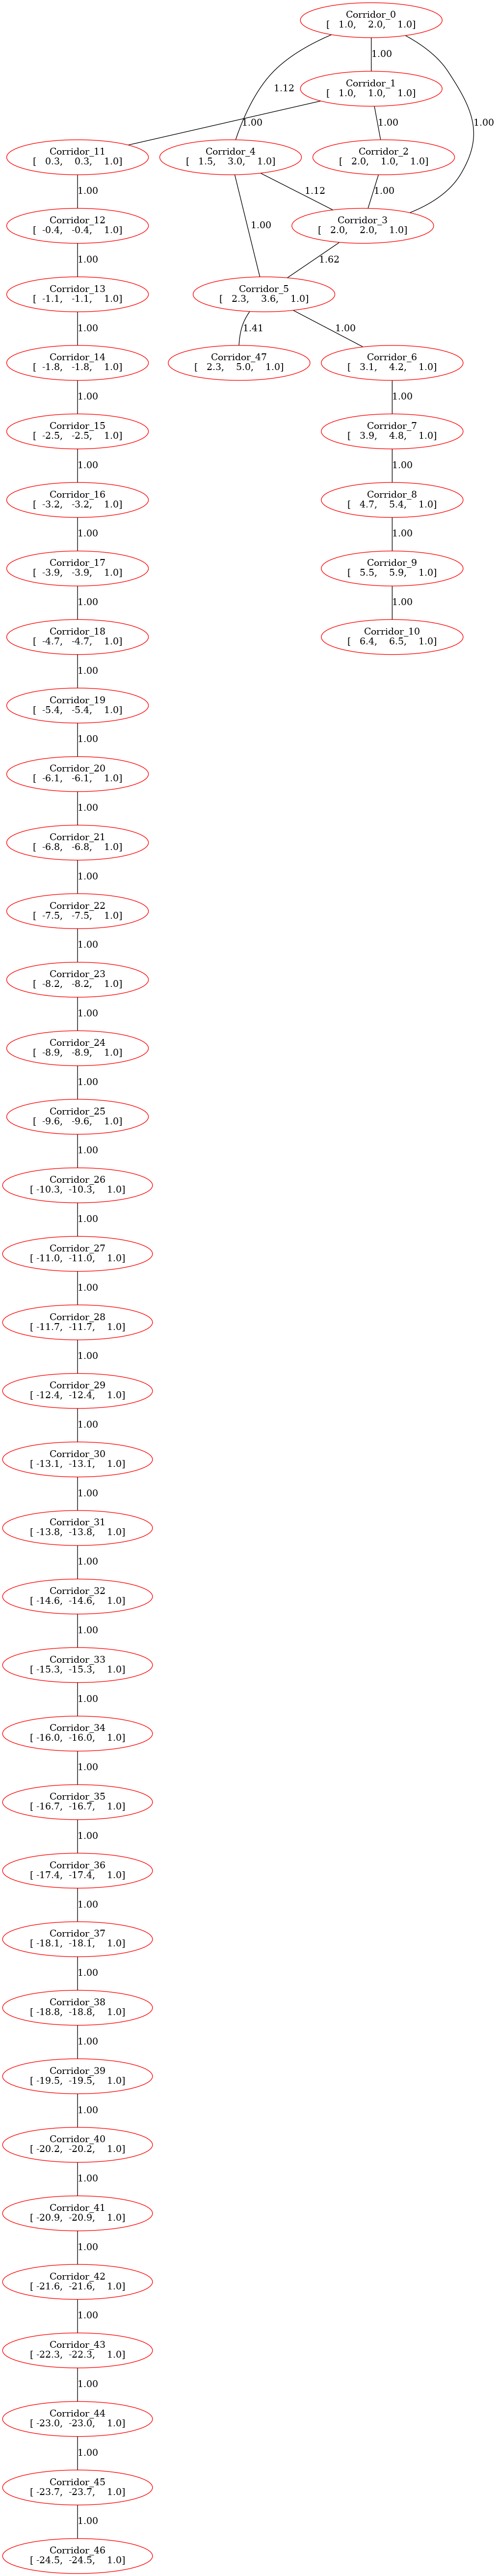 Corridor_0
[ 1.0, 2.0, 1.0]
1.00
Corridor_1
[ 1.0, 1.0, 1.0]
1.12
1.00
1.00
1.00
Corridor_11
[ 0.3, 0.3, 1.0]
Corridor_4
[ 1.5, 3.0, 1.0]
Corridor_2
[ 2.0, 1.0, 1.0]
1.00
1.12
1.00
Corridor_12
[ -0.4, -0.4, 1.0]
1.00
Corridor_3
[ 2.0, 2.0, 1.0]
1.00
1.62
Corridor_13
[ -1.1, -1.1, 1.0]
Corridor_5
[ 2.3, 3.6, 1.0]
1.00
1.41
1.00
Corridor_14
[ -1.8, -1.8, 1.0]
Corridor_47
[ 2.3, 5.0, 1.0]
Corridor_6
[ 3.1, 4.2, 1.0]
1.00
1.00
Corridor_15
[ -2.5, -2.5, 1.0]
Corridor_7
[ 3.9, 4.8, 1.0]
1.00
1.00
Corridor_16
[ -3.2, -3.2, 1.0]
Corridor_8
[ 4.7, 5.4, 1.0]
1.00
1.00
Corridor_17
[ -3.9, -3.9, 1.0]
Corridor_9
[ 5.5, 5.9, 1.0]
1.00
1.00
Corridor_18
[ -4.7, -4.7, 1.0]
Corridor_10
[ 6.4, 6.5, 1.0]
1.00
Corridor_19
[ -5.4, -5.4, 1.0]
1.00
Corridor_20
[ -6.1, -6.1, 1.0]
1.00
Corridor_21
[ -6.8, -6.8, 1.0]
1.00
Corridor_22
[ -7.5, -7.5, 1.0]
1.00
Corridor_23
[ -8.2, -8.2, 1.0]
1.00
Corridor_24
[ -8.9, -8.9, 1.0]
1.00
Corridor_25
[ -9.6, -9.6, 1.0]
1.00
Corridor_26
[ -10.3, -10.3, 1.0]
1.00
Corridor_27
[ -11.0, -11.0, 1.0]
1.00
Corridor_28
[ -11.7, -11.7, 1.0]
1.00
Corridor_29
[ -12.4, -12.4, 1.0]
1.00
Corridor_30
[ -13.1, -13.1, 1.0]
1.00
Corridor_31
[ -13.8, -13.8, 1.0]
1.00
Corridor_32
[ -14.6, -14.6, 1.0]
1.00
Corridor_33
[ -15.3, -15.3, 1.0]
1.00
Corridor_34
[ -16.0, -16.0, 1.0]
1.00
Corridor_35
[ -16.7, -16.7, 1.0]
1.00
Corridor_36
[ -17.4, -17.4, 1.0]
1.00
Corridor_37
[ -18.1, -18.1, 1.0]
1.00
Corridor_38
[ -18.8, -18.8, 1.0]
1.00
Corridor_39
[ -19.5, -19.5, 1.0]
1.00
Corridor_40
[ -20.2, -20.2, 1.0]
1.00
Corridor_41
[ -20.9, -20.9, 1.0]
1.00
Corridor_42
[ -21.6, -21.6, 1.0]
1.00
Corridor_43
[ -22.3, -22.3, 1.0]
1.00
Corridor_44
[ -23.0, -23.0, 1.0]
1.00
Corridor_45
[ -23.7, -23.7, 1.0]
1.00
Corridor_46
[ -24.5, -24.5, 1.0]